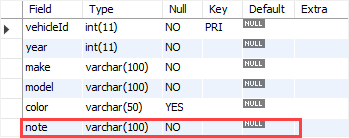 Field Type Null Key Default Extra
vehicleId int(11) NO PRI NULL
year int(11) NO NULL
make varchar(100) NO NULL
model varchar(100) NO NULL
color varchar(50) YES NULL
note varchar(100) NO NULL